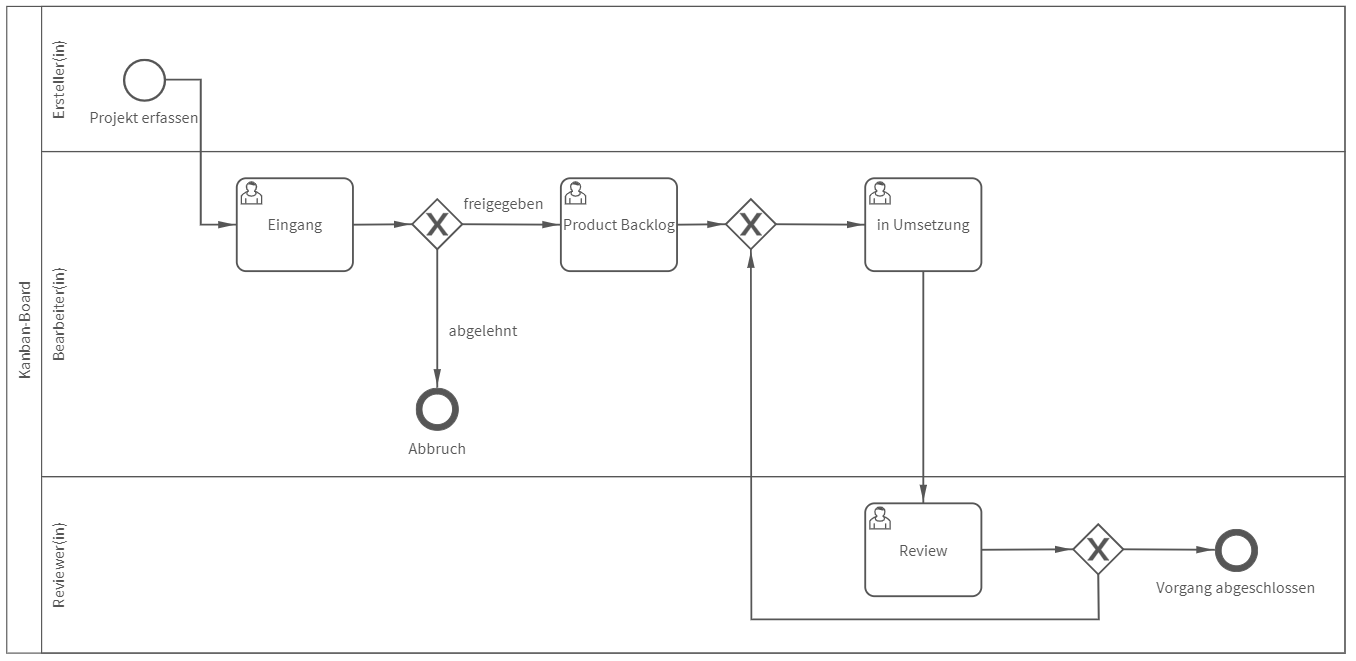 Kanban-Board
Ersteller(in)
Projekt erfassen
Bearbeiter(in)
Eingang
X
freigegeben
abgelehnt
Abbruch
Product Backlog
X
in Umsetzung
Reviewer(in)
Review
X
Vorgang abgeschlossen